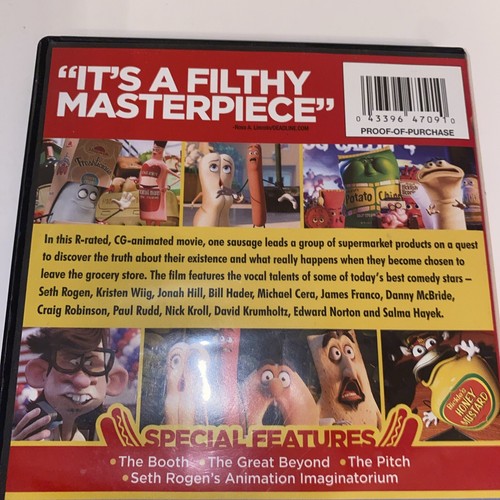 “IT'S A FILTHY
MASTERPIECE”
DEADLINE.COM
0 43396 47091 0
PROOF-OF-PURCHASE
Potato
In this R-rated, CG-animated movie, one sausage leads a group of supermarket products on a quest
to discover the truth about their existence and what really happens when they become chosen to
leave the grocery store. The film features the vocal talents of some of today's best comedy stars –
Seth Rogen, Kristen Wiig, Jonah Hill, Bill Hader, Michael Cera, James Franco, Danny McBride,
Craig Robinson, Paul Rudd, Nick Kroll, David Krumholtz, Edward Norton and Salma Hayek.
HONEY
MUSTARD
SPECIAL FEATURES
•The Booth •The Great Beyond •The Pitch
•Seth Rogen's Animation Imaginatorium